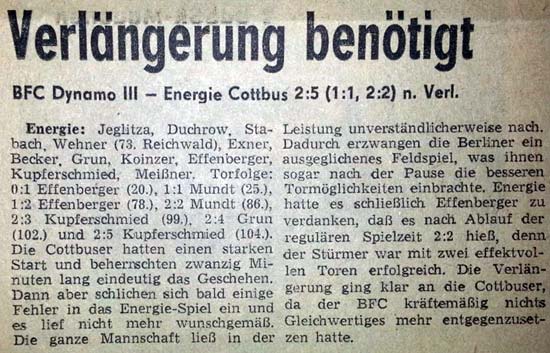 Verlängerung benötigt
BFC Dynamo III — Energie Cottbus 2:5 (1:1, 2:2) n. Verl.
Energie: Jeglitza, Duchrow, Sta-
bach, Wehner (73. Reichwald), Exner,
Becker, Grun, Koinzer, Effenberger,
Kupferschmied, Meißner. Torfolge:
0:1 Effenberger (20.), 1:1 Mundt (25.),
1:2 Effenberger (78.), 2:2 Mundt (86.),
2:3 Kupferschmied (99.), 2:4 Grun
(102.) und 2:5 Kupferschmied (104.).
Die Cottbuser hatten einen starken
Start und beherrschten zwanzig Mi-
nuten lang eindeutig das Geschehen.
Dann aber schlichen sich bald einige
Fehler in das Energie-Spiel ein und
es lief nicht mehr wunschgemäß.
Die ganze Mannschaft ließ in der
Leistung unverständlicherweise nach.
Dadurch erzwangen die Berliner ein
ausgeglichenes Feldspiel, was ihnen
sogar nach der Pause die besseren
Tormöglichkeiten einbrachte. Energie
hatte es schließlich Effenberger zu
verdanken, daß es nach Ablauf der
regulären Spielzeit 2:2 hieß, denn
der Stürmer war mit zwei effektvol-
len Toren erfolgreich. Die Verlän-
gerung ging klar an die Cottbuser,
da der BFC kräftemäßig nichts
Gleichwertiges mehr entgegenzuset-
zen hatte.